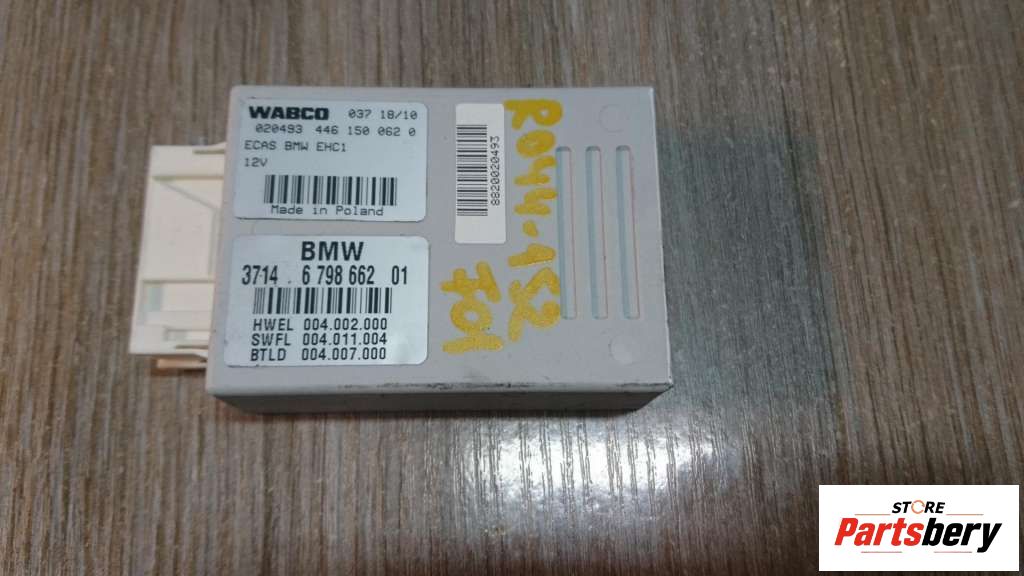 WABCO 037 18/10
020493 446 150 062 0
ECAS BMW EHC1
12V
Made in Poland
8820020493
BMW
3714 . 6 798 662 01
HWEL 004.002.000
SWFL 004.011.004
BTLD 004.007.000
R044-152
701
STORE
Partsbery